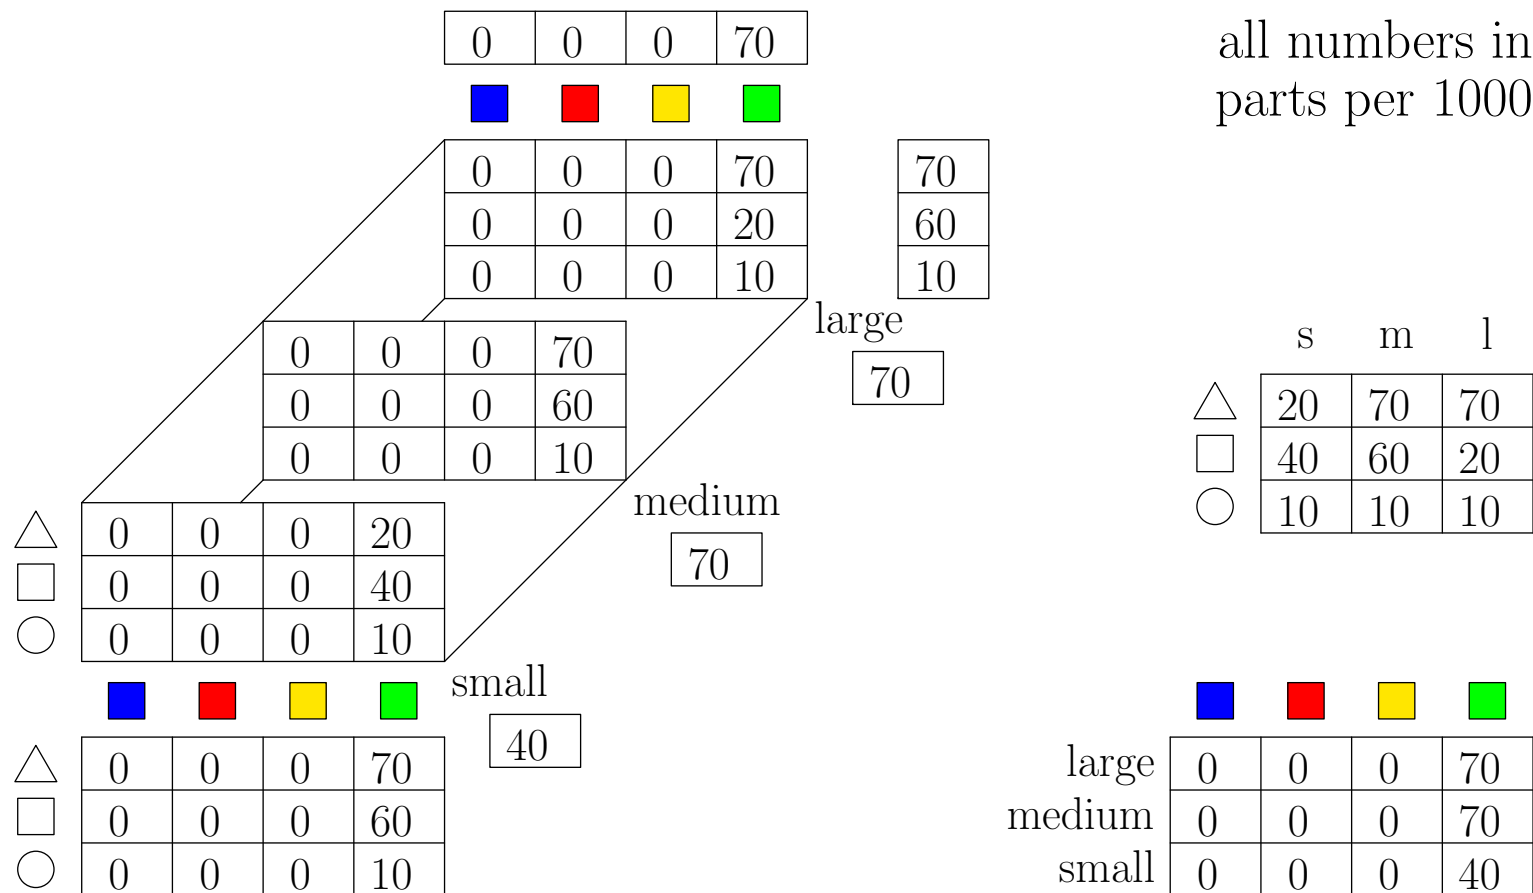 0 0 0 70
all numbers in
parts per 1000
0 0 0 70
0 0 0 20
0 0 0 10
70
60
10
large
70
0 0 0 70
0 0 0 60
0 0 0 10
medium
70
s m l
20 70 70
40 60 20
10 10 10
0 0 0 20
0 0 0 40
0 0 0 10
small
40
0 0 0 70
0 0 0 60
0 0 0 10
large 0 0 0 70
medium 0 0 0 70
small 0 0 0 40